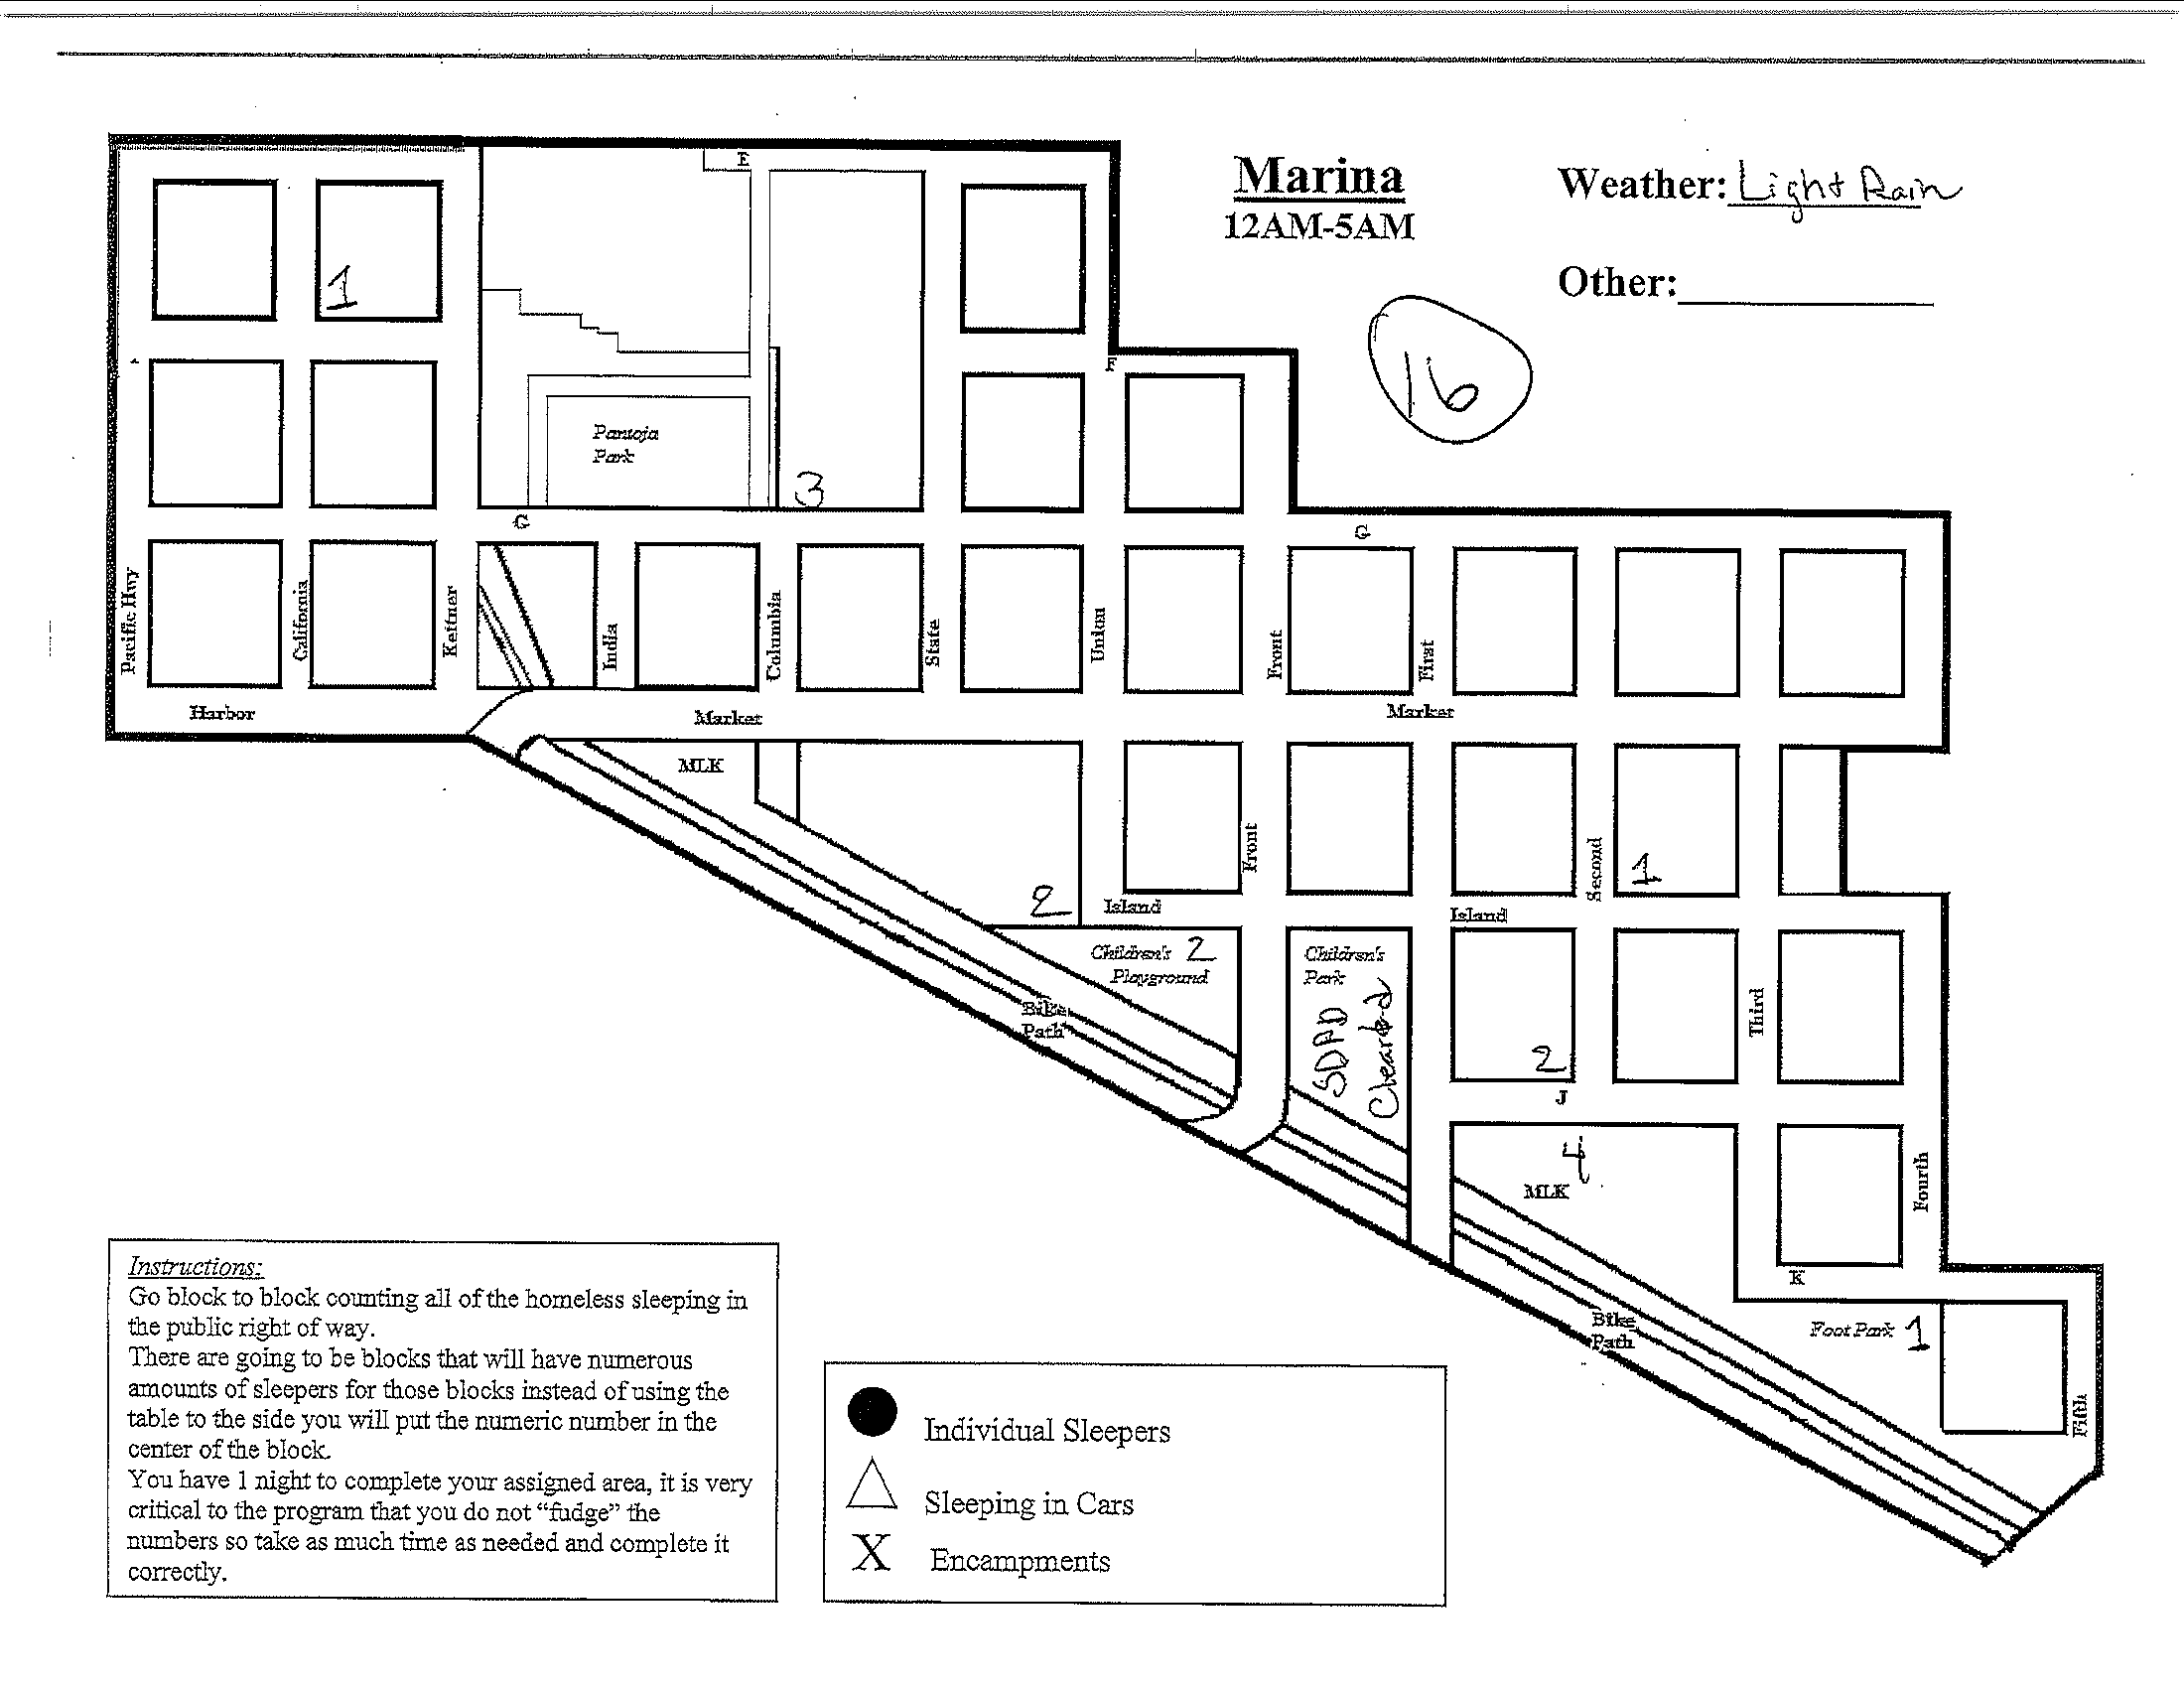 E
Marina
12AM-5AM
Weather: Light Rain
Other:
16
1
F
Pantoja
Park
3
G
G
Pacific Hwy
California
Kettner
India
Columbia
State
Union
Front
First
Harbor
Market
Market
MLK
Front
Second
1
2
Island
Island
Children's 2
Playground
Children's
Park
SDPD
Cleared
Bike
Path
2
Third
J
4
MLK
Fourth
K
Bike
Path
Foot Park 1
Fifth
Instructions:
Go block to block counting all of the homeless sleeping in
the public right of way.
There are going to be blocks that will have numerous
amounts of sleepers for those blocks instead of using the
table to the side you will put the numeric number in the
center of the block.
You have 1 night to complete your assigned area, it is very
critical to the program that you do not “fudge” the
numbers so take as much time as needed and complete it
correctly.
Individual Sleepers
Sleeping in Cars
X Encampments